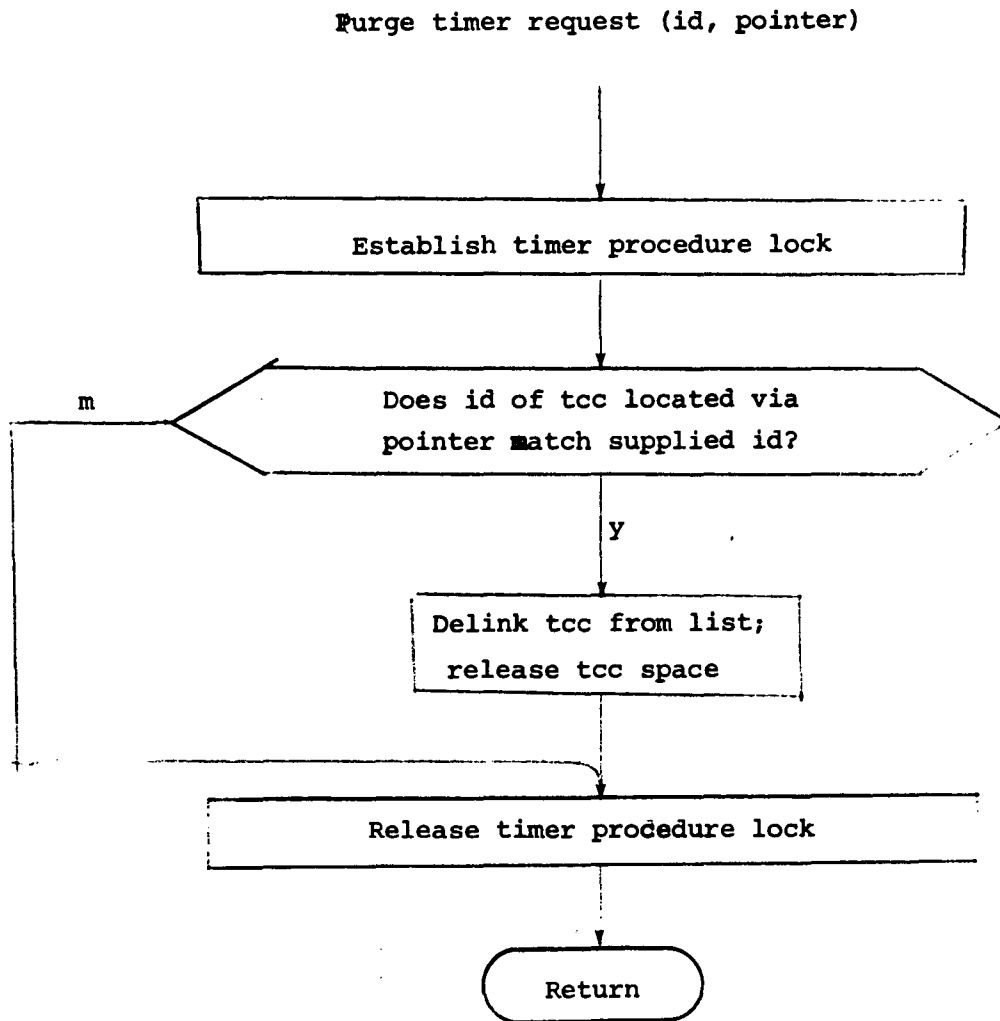 Purge timer request (id, pointer)
Establish timer procedure lock
Does id of tcc located via
m
pointer match supplied id?
y
Delink tcc from list;
release tcc space
Release timer procedure lock
Return